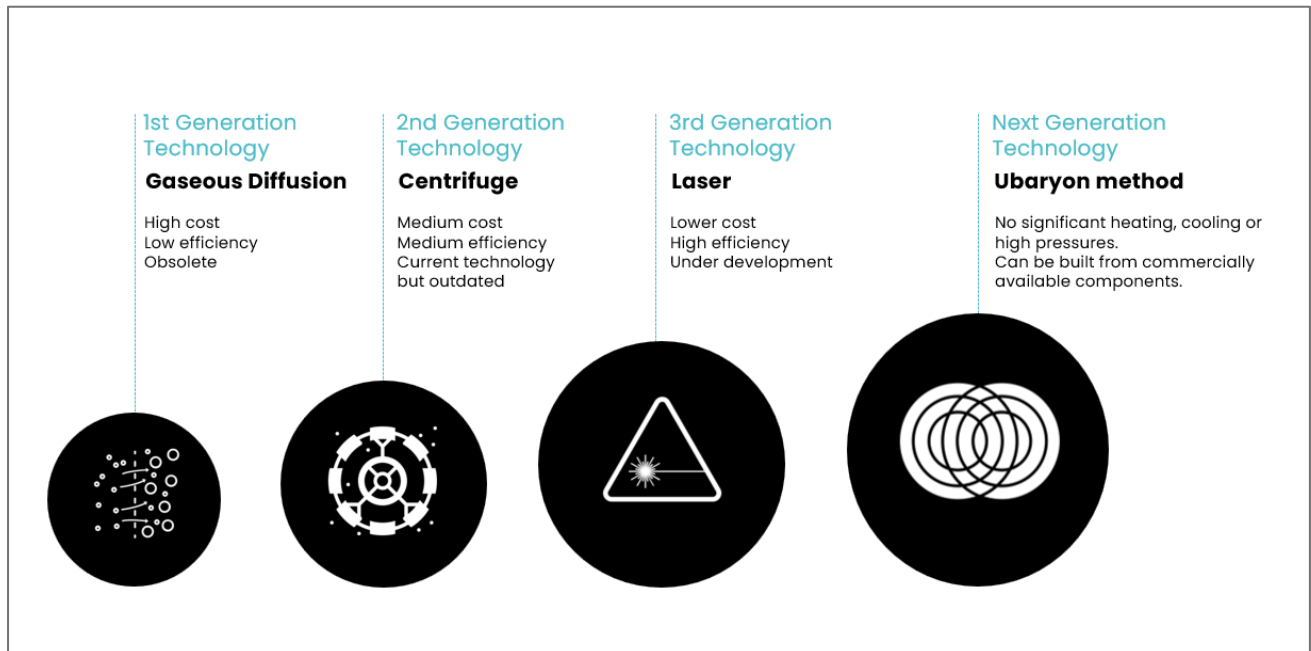 1st Generation
Technology
Gaseous Diffusion
High cost
Low efficiency
Obsolete
2nd Generation
Technology
Centrifuge
Medium cost
Medium efficiency
Current technology
but outdated
3rd Generation
Technology
Laser
Lower cost
High efficiency
Under development
Next Generation
Technology
Ubaryon method
No significant heating, cooling or
high pressures.
Can be built from commercially
available components.